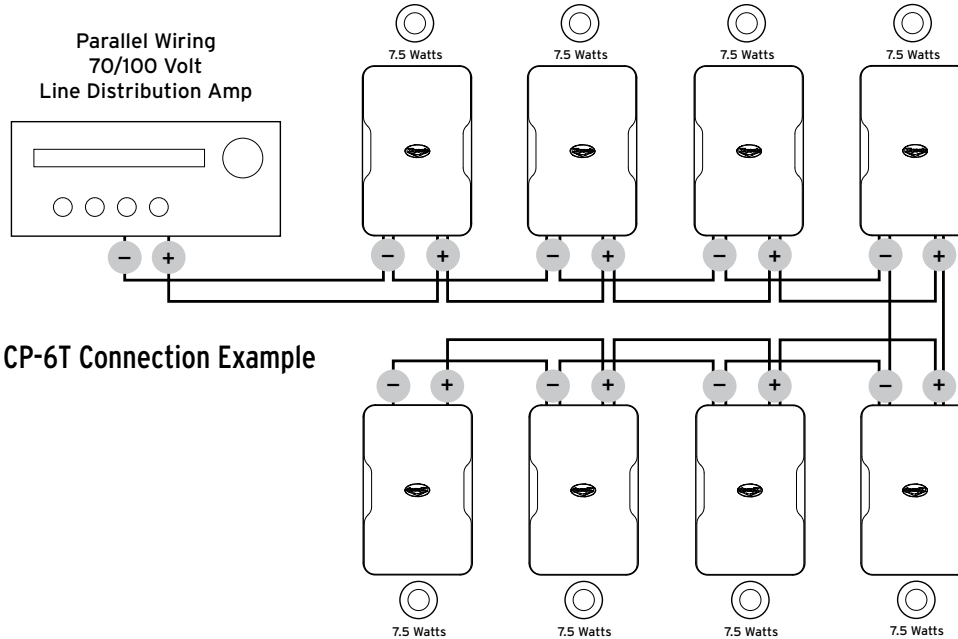 Parallel Wiring
70/100 Volt
Line Distribution Amp
7.5 Watts
7.5 Watts
7.5 Watts
7.5 Watts
− + − + − + − + − +
CP-6T Connection Example
− + − + − + − +
7.5 Watts
7.5 Watts
7.5 Watts
7.5 Watts